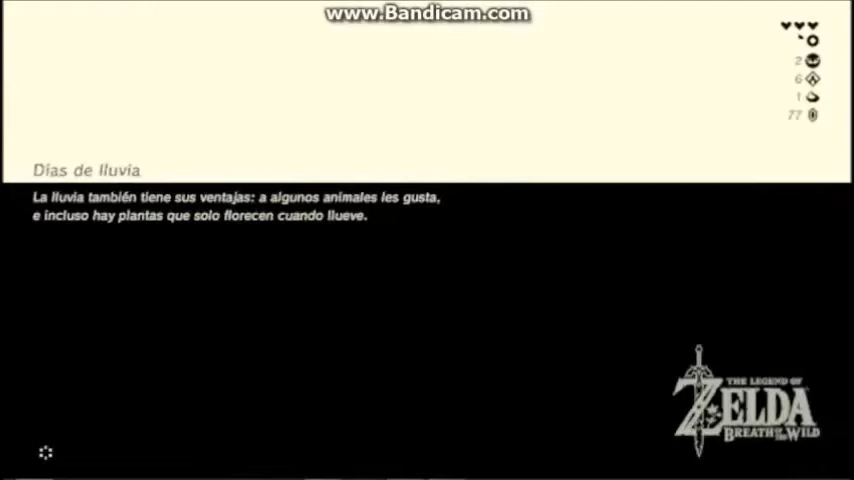 www.Bandicam.com
2
6
1
77
Días de lluvia
La lluvia también tiene sus ventajas: a algunos animales les gusta,
e incluso hay plantas que solo florecen cuando llueve.
THE LEGEND OF
ZELDA
BREATH OF THE WILD